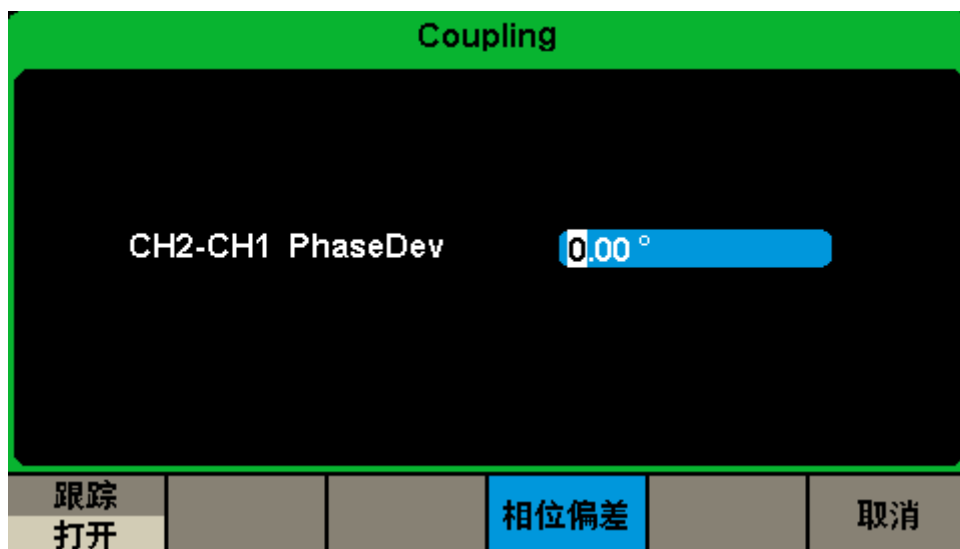 Coupling
CH2-CH1 PhaseDev 0.00 °
跟踪
打开
相位偏差
取消